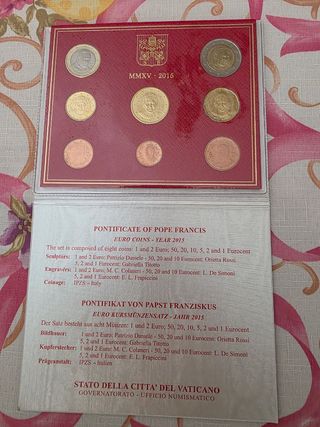 MMXV · 2015
PONTIFICATE OF POPE FRANCIS
EURO COINS - YEAR 2015
The set is composed of eight coins: 1 and 2 Euro; 50, 20, 10, 5, 2 and 1 Eurocent
Sculptors: 1 and 2 Euro: Patrizio Daniele - 50, 20 and 10 Eurocent: Orietta Rossi
5, 2 and 1 Eurocent: Gabriella Titotto
Engravers: 1 and 2 Euro: M. C. Colaneri - 50, 20 and 10 Eurocent: L. De Simoni
5, 2 and 1 Eurocent: E. L. Frapiccini
Coinage: IPZS - Italy
PONTIFIKAT VON PAPST FRANZISKUS
EURO KURSMÜNZENSATZ - JAHR 2015
Der Satz besteht aus acht Münzen: 1 und 2 Euro; 50, 20, 10, 5, 2 und 1 Eurocent
Bildhauer: 1 und 2 Euro: Patrizio Daniele - 50, 20 und 10 Eurocent: Orietta Rossi
5, 2 und 1 Eurocent: Gabriella Titotto
Kupferstecher: 1 und 2 Euro: M. C. Colaneri - 50, 20 und 10 Eurocent: L. De Simoni
5, 2 und 1 Eurocent: E. L. Frapiccini
Prägeanstalt: IPZS - Italien
STATO DELLA CITTA' DEL VATICANO
GOVERNATORATO - UFFICIO NUMISMATICO